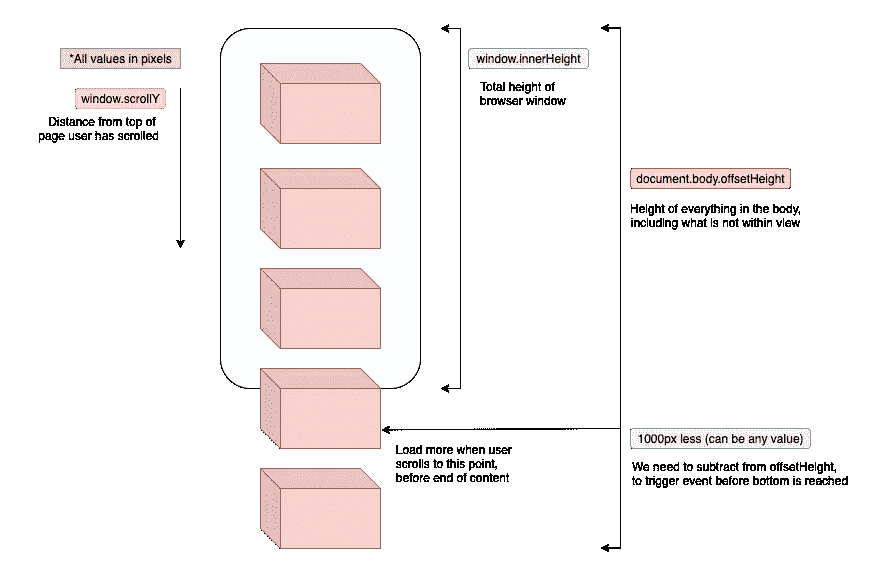 *All values in pixels
window.scrollY
Distance from top of
page user has scrolled
window.innerHeight
Total height of
browser window
document.body.offsetHeight
Height of everything in the body,
including what is not within view
Load more when user
scrolls to this point,
before end of content
1000px less (can be any value)
We need to subtract from offsetHeight,
to trigger event before bottom is reached